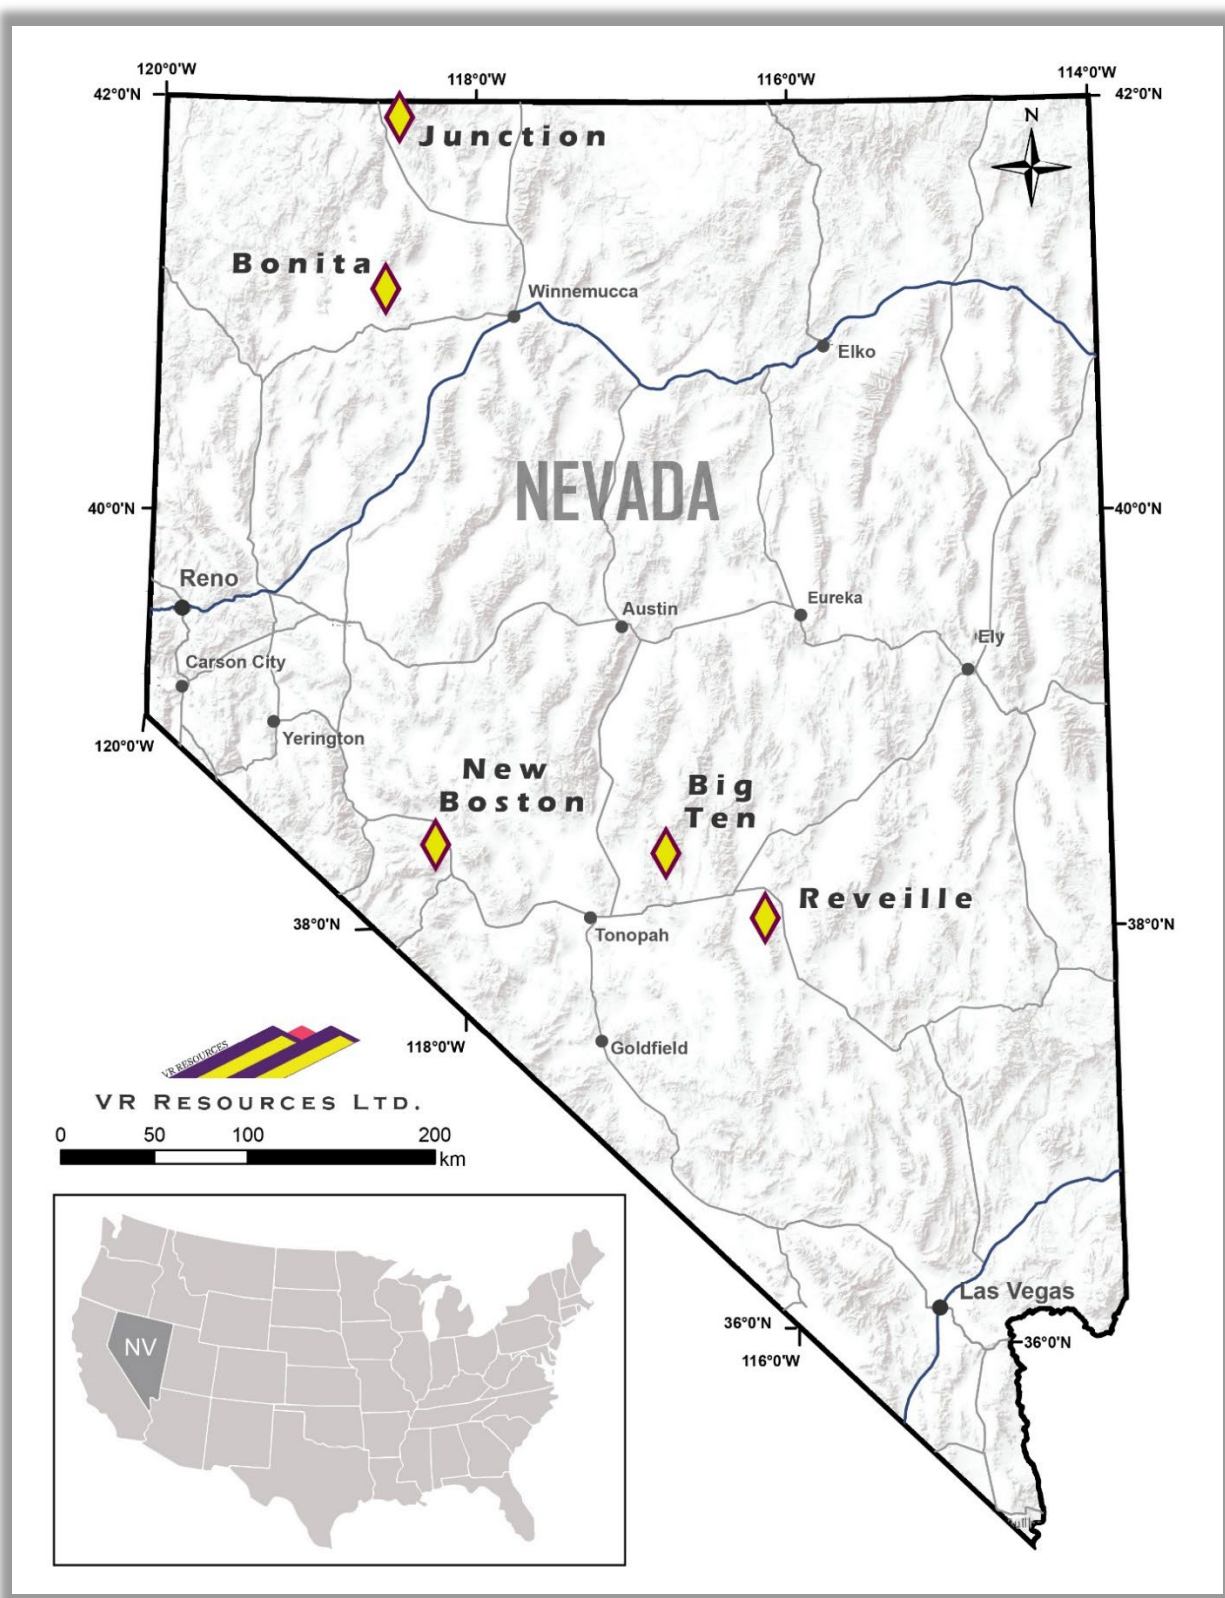 120°0'W
118°0'W
116°0'W
114°0'W
42°0'N
42°0'N
N
Junction
Bonita
Winnemucca
Elko
NEVADA
40°0'N
40°0'N
Reno
Austin
Eureka
Ely
Carson City
Yerington
120°0'W
New
Boston
Big
Ten
Reveille
38°0'N
38°0'N
Tonopah
118°0'W
Goldfield
VR RESOURCES
VR RESOURCES LTD.
0 50 100 200
km
Las Vegas
36°0'N
36°0'N
116°0'W
NV